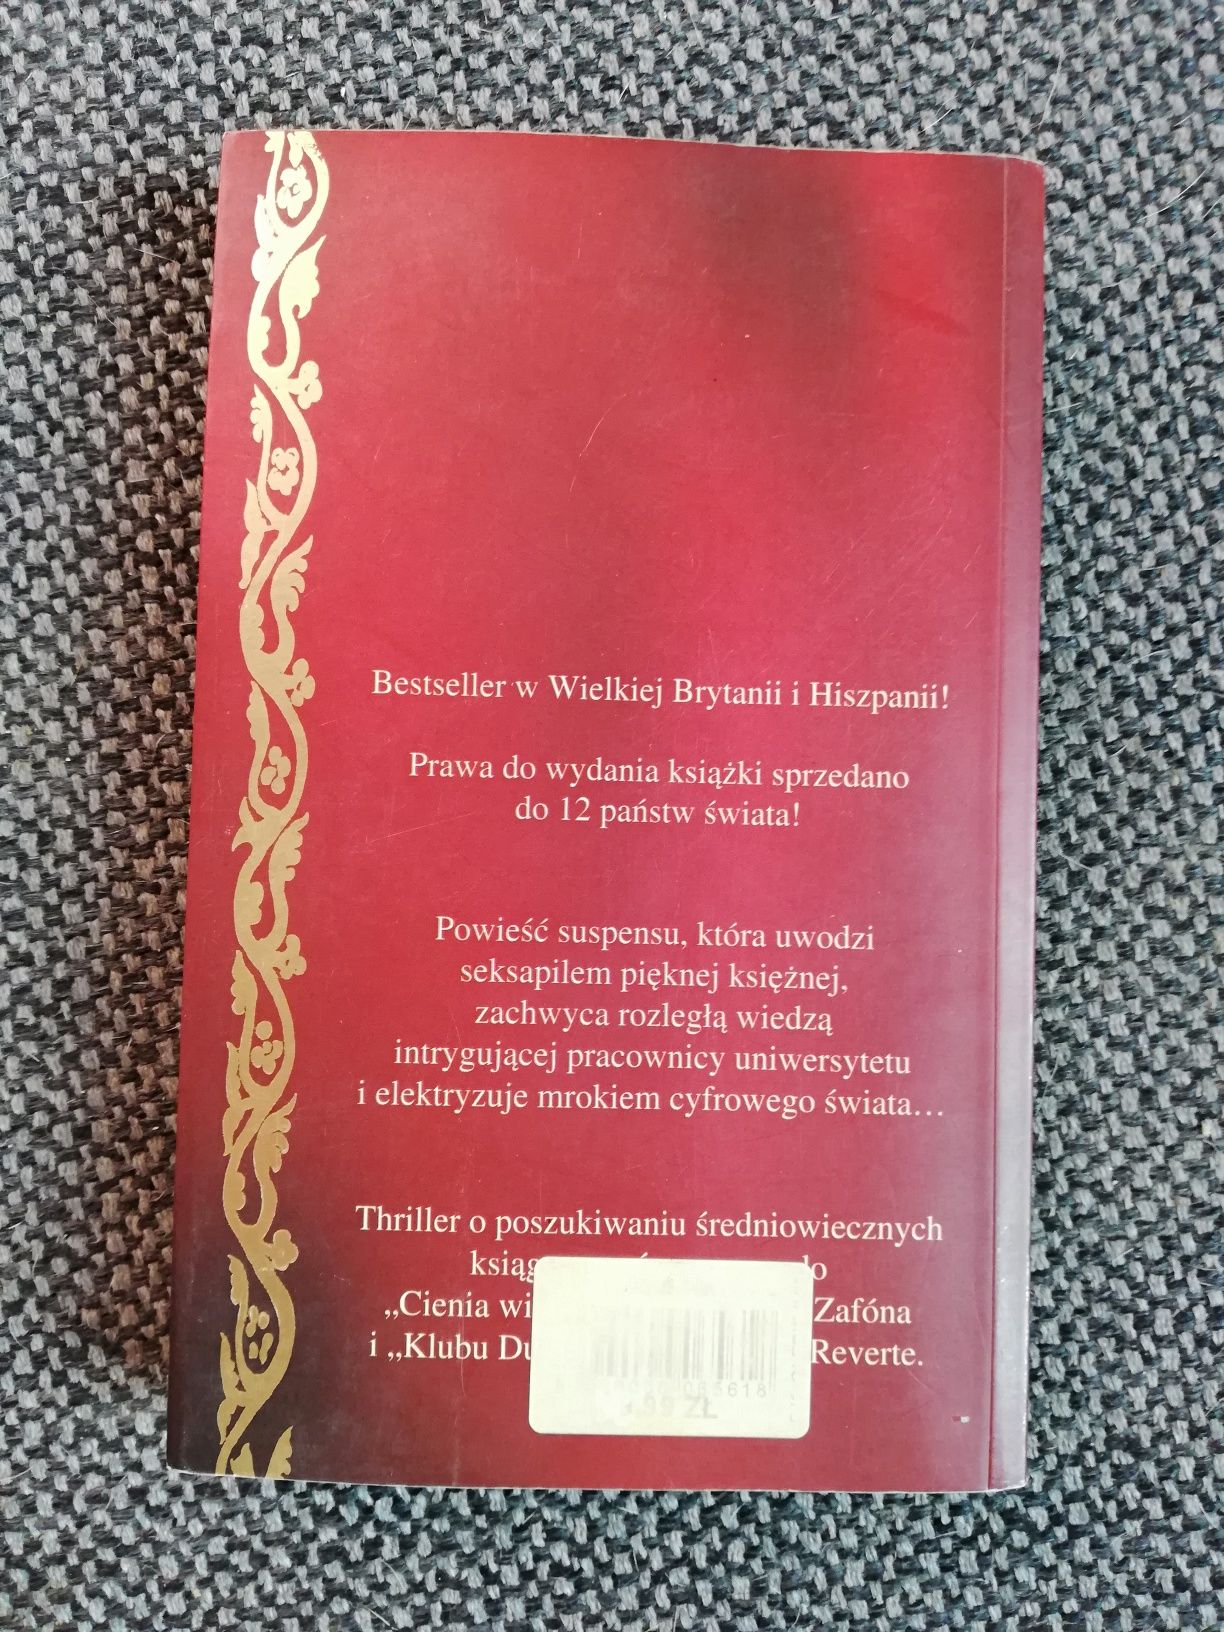 Bestseller w Wielkiej Brytanii i Hiszpanii!
Prawa do wydania książki sprzedano
do 12 państw świata!
Powieść suspensu, która uwodzi
seksapilem pięknej księżnej,
zachwyca rozległą wiedzą
intrygującej pracownicy uniwersytetu
i elektryzuje mrokiem cyfrowego świata…
Thriller o poszukiwaniu średniowiecznych
„Cienia Zafóna
i „Klubu Reverte.
ZŁ